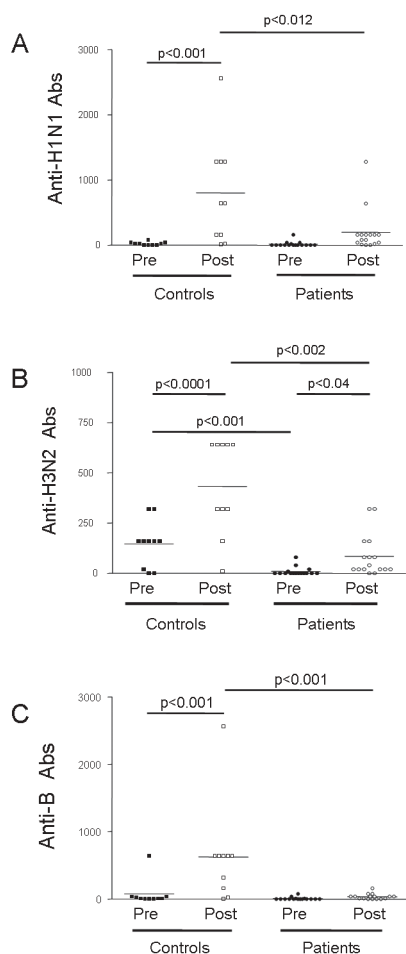 A
p<0.012
p<0.001
Anti-H1N1 Abs
3000
2000
1000
0
Pre
Post
Pre
Post
Controls
Patients
B
p<0.002
p<0.0001
p<0.04
p<0.001
Anti-H3N2 Abs
1000
750
500
250
0
Pre
Post
Pre
Post
Controls
Patients
C
p<0.001
p<0.001
Anti-B Abs
3000
2000
1000
0
Pre
Post
Pre
Post
Controls
Patients